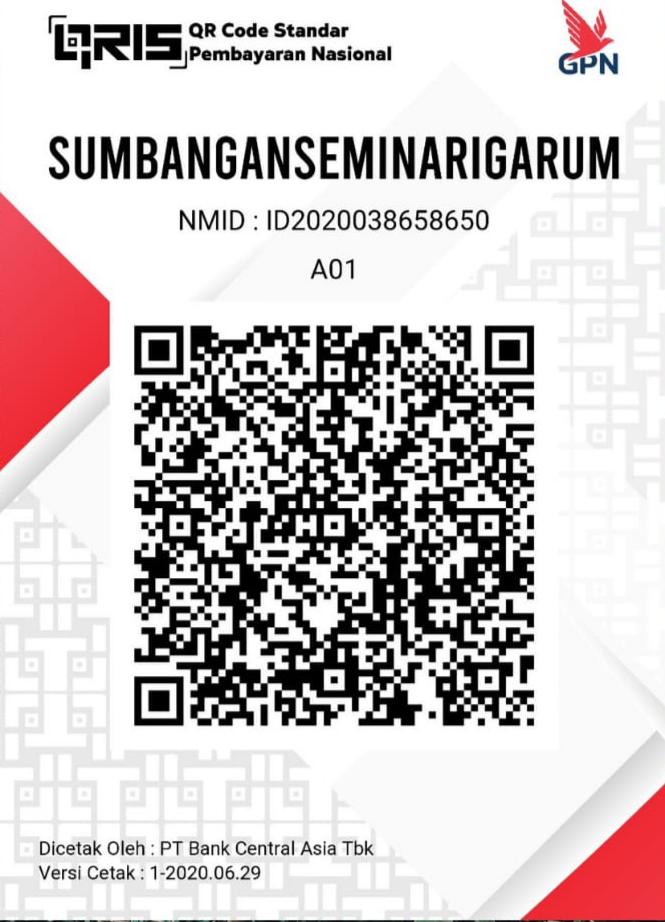 QRIS QR Code Standar
Pembayaran Nasional
GPN
SUMBANGANSEMINARIGARUM
NMID : ID2020038658650
A01
Dicetak Oleh : PT Bank Central Asia Tbk
Versi Cetak : 1-2020.06.29